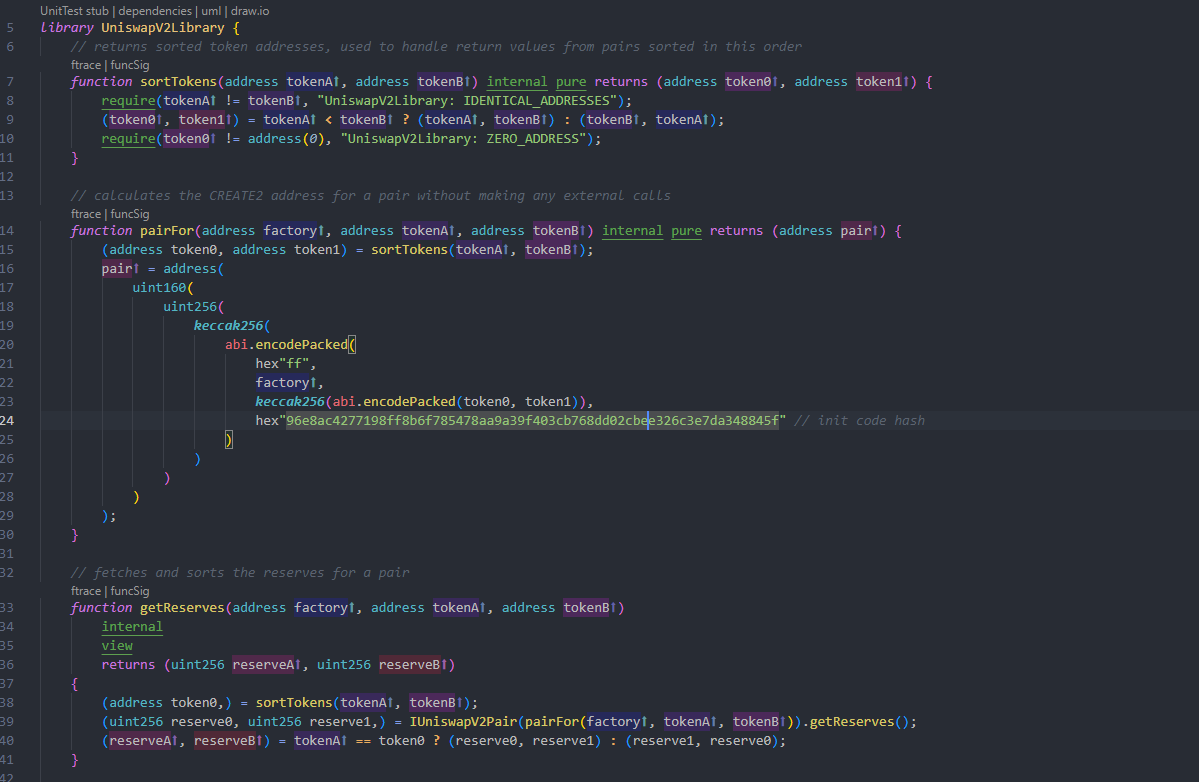 UnitTest stub | dependencies | uml | draw.io
5 library UniswapV2Library {
6 // returns sorted token addresses, used to handle return values from pairs sorted in this order
ftrace | funcSig
7 function sortTokens(address tokenA↑, address tokenB↑) internal pure returns (address token0↑, address token1↑) {
8 require(tokenA↑ != tokenB↑, "UniswapV2Library: IDENTICAL_ADDRESSES");
9 (token0↑, token1↑) = tokenA↑ < tokenB↑ ? (tokenA↑, tokenB↑) : (tokenB↑, tokenA↑);
10 require(token0↑ != address(0), "UniswapV2Library: ZERO_ADDRESS");
11 }
12
13 // calculates the CREATE2 address for a pair without making any external calls
ftrace | funcSig
14 function pairFor(address factory↑, address tokenA↑, address tokenB↑) internal pure returns (address pair↑) {
15 (address token0, address token1) = sortTokens(tokenA↑, tokenB↑);
16 pair↑ = address(
17 uint160(
18 uint256(
19 keccak256(
20 abi.encodePacked(
21 hex"ff",
22 factory↑,
23 keccak256(abi.encodePacked(token0, token1)),
24 hex"96e8ac4277198ff8b6f785478aa9a39f403cb768dd02cbee326c3e7da348845f" // init code hash
25 )
26 )
27 )
28 )
29 );
30 }
31
32 // fetches and sorts the reserves for a pair
ftrace | funcSig
33 function getReserves(address factory↑, address tokenA↑, address tokenB↑)
34 internal
35 view
36 returns (uint256 reserveA↑, uint256 reserveB↑)
37 {
38 (address token0,) = sortTokens(tokenA↑, tokenB↑);
39 (uint256 reserve0, uint256 reserve1,) = IUniswapV2Pair(pairFor(factory↑, tokenA↑, tokenB↑)).getReserves();
40 (reserveA↑, reserveB↑) = tokenA↑ == token0 ? (reserve0, reserve1) : (reserve1, reserve0);
41 }
42